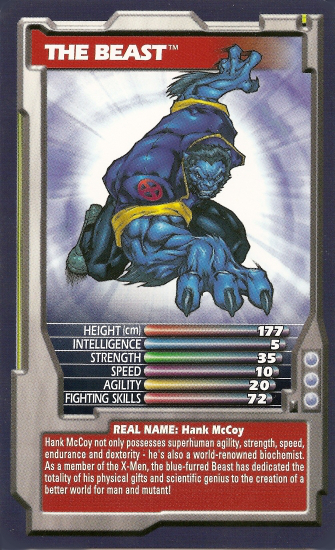 THE BEAST™
HEIGHT (cm) 177
INTELLIGENCE 5
STRENGTH 35
SPEED 10
AGILITY 20
FIGHTING SKILLS 72
REAL NAME: Hank McCoy
Hank McCoy not only possesses superhuman agility, strength, speed,
endurance and dexterity - he's also a world-renowned biochemist.
As a member of the X-Men, the blue-furred Beast has dedicated the
totality of his physical gifts and scientific genius to the creation of a
better world for man and mutant!